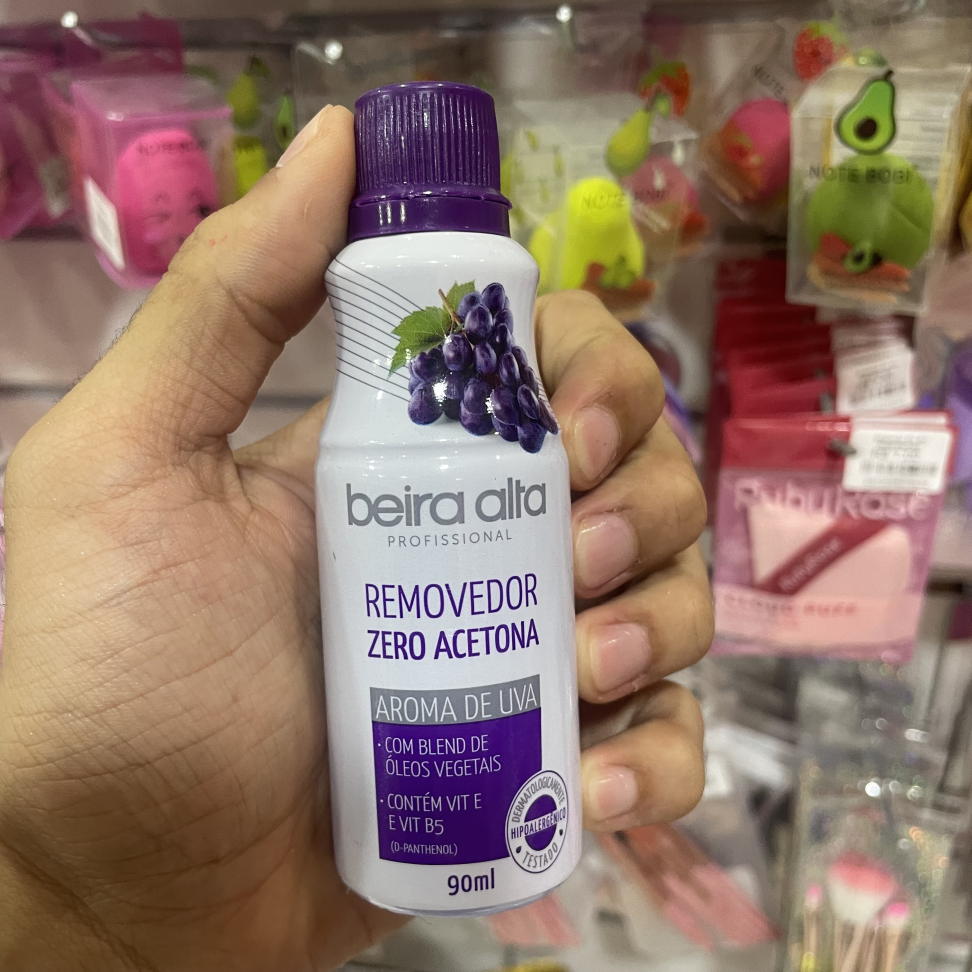 beira alta
PROFISSIONAL
REMOVEDOR
ZERO ACETONA
AROMA DE UVA
· COM BLEND DE
ÓLEOS VEGETAIS
· CONTÉM VIT E
E VIT B5
(D-PANTHENOL)
DERMATOLOGICAMENTE
HIPOALERGÊNICO
• TESTADO •
90ml
NOTE BOBI
RubyRose